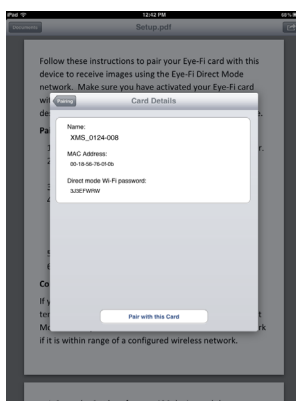 iPad
12:42 PM
68%
Documents
Setup.pdf
Follow these instructions to pair your Eye-Fi card with this
device to receive images using the Eye-Fi Direct Mode
network. Make sure you have activated your Eye-Fi card
Pairing
Card Details
Name:
XMS_0124-008
MAC Address:
00-18-56-76-01-0b
Direct mode Wi-Fi password:
3J3EFWRW
Pair with this Card
if it is within range of a configured wireless network.